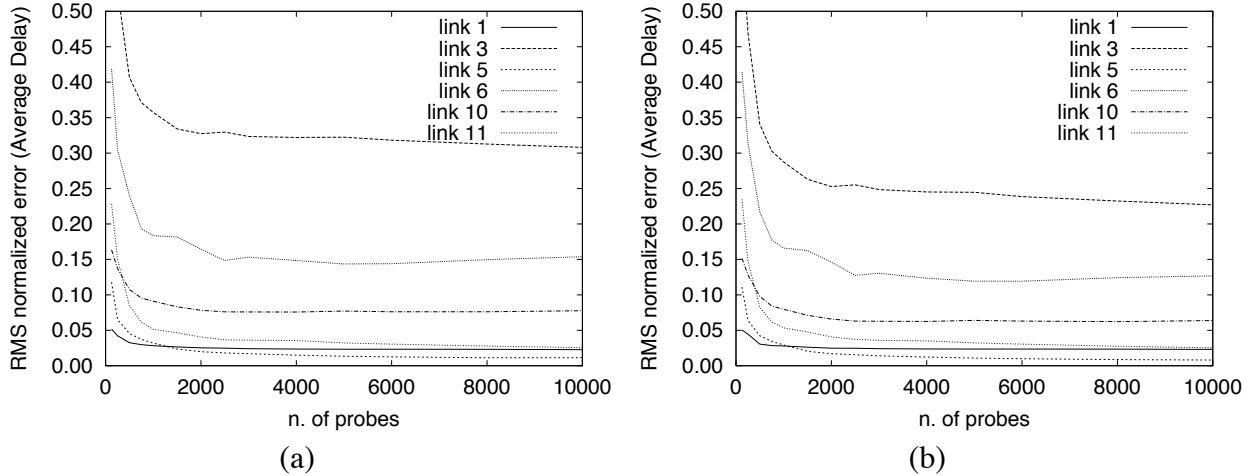 RMS normalized error (Average Delay)
0.50
0.45
0.40
0.35
0.30
0.25
0.20
0.15
0.10
0.05
0.00
0
2000
4000
6000
8000
10000
n. of probes
link 1
link 3
link 5
link 6
link 10
link 11
(a)
RMS normalized error (Average Delay)
0.50
0.45
0.40
0.35
0.30
0.25
0.20
0.15
0.10
0.05
0.00
0
2000
4000
6000
8000
10000
n. of probes
link 1
link 3
link 5
link 6
link 10
link 11
(b)